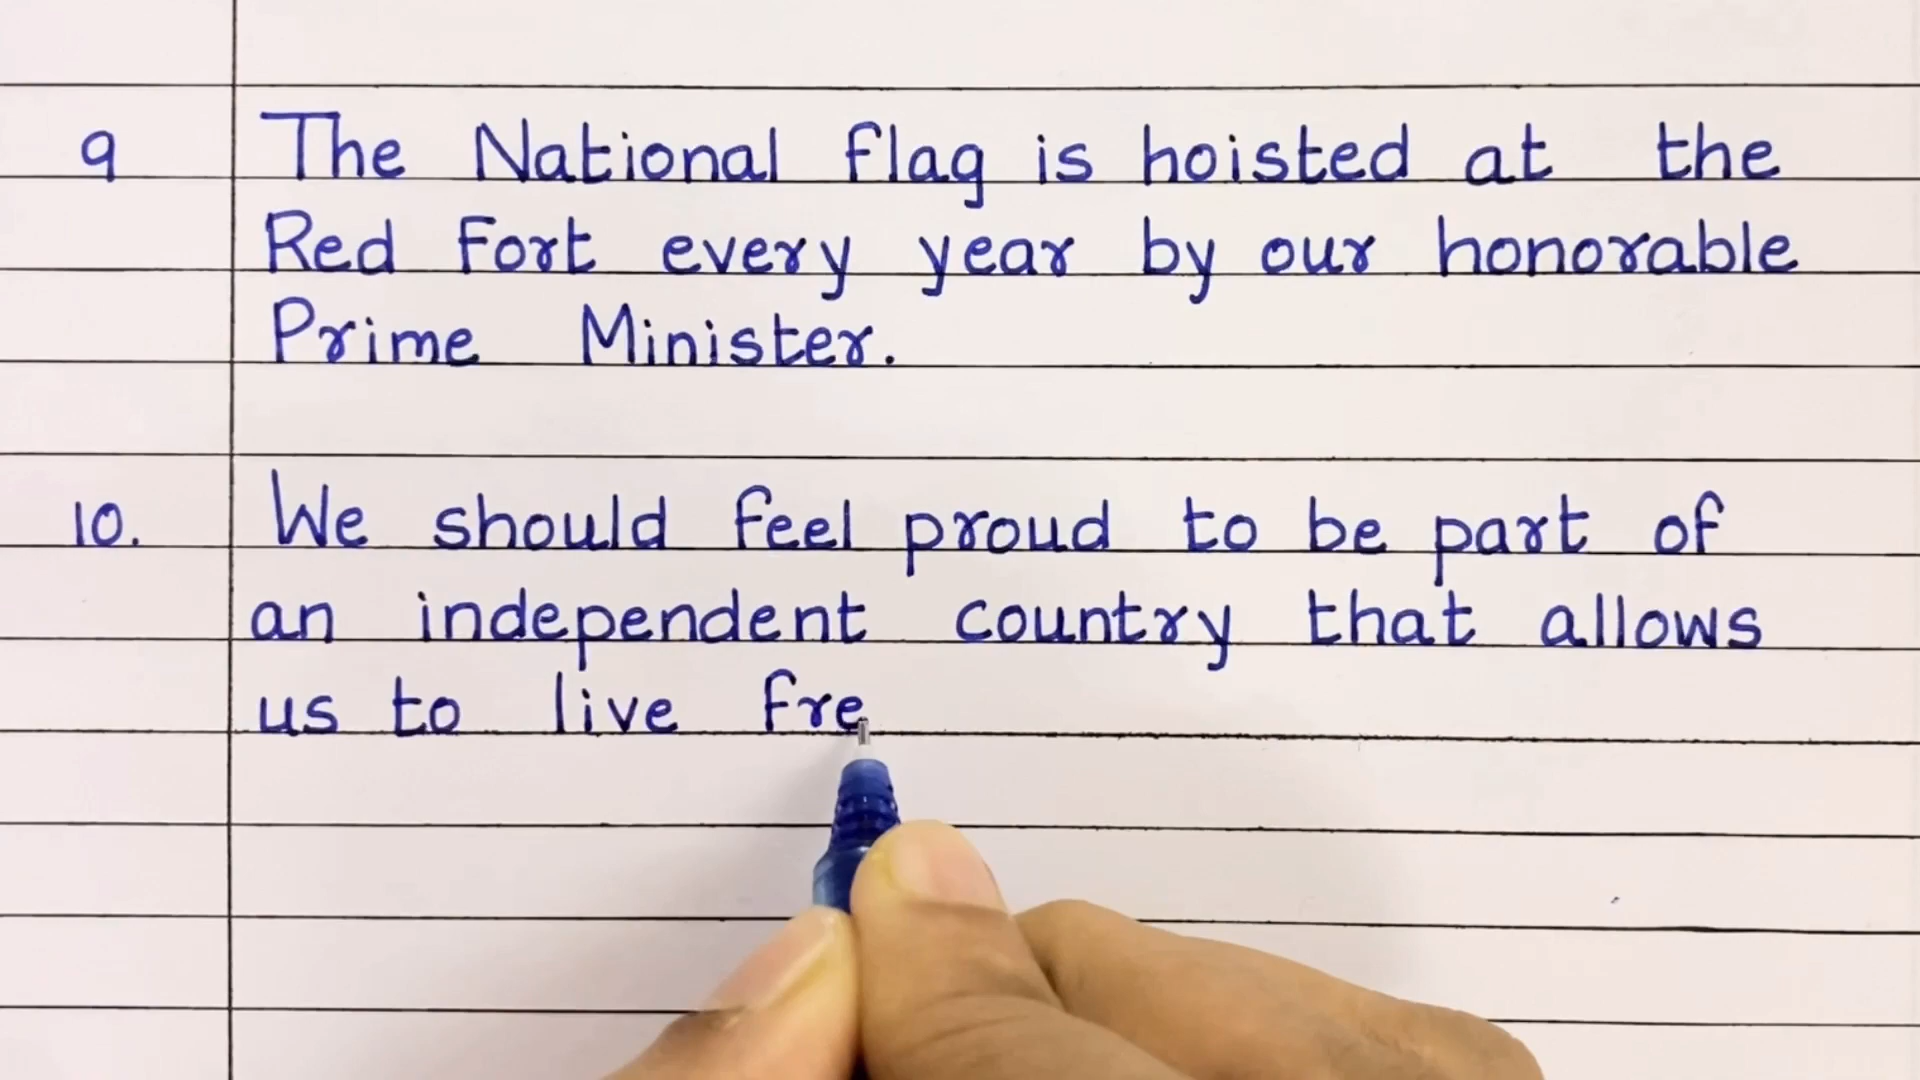 9 The National flag is hoisted at the
Red Fort every year by our honorable
Prime Minister.
10. We should feel proud to be part of
an independent country that allows
us to live fre